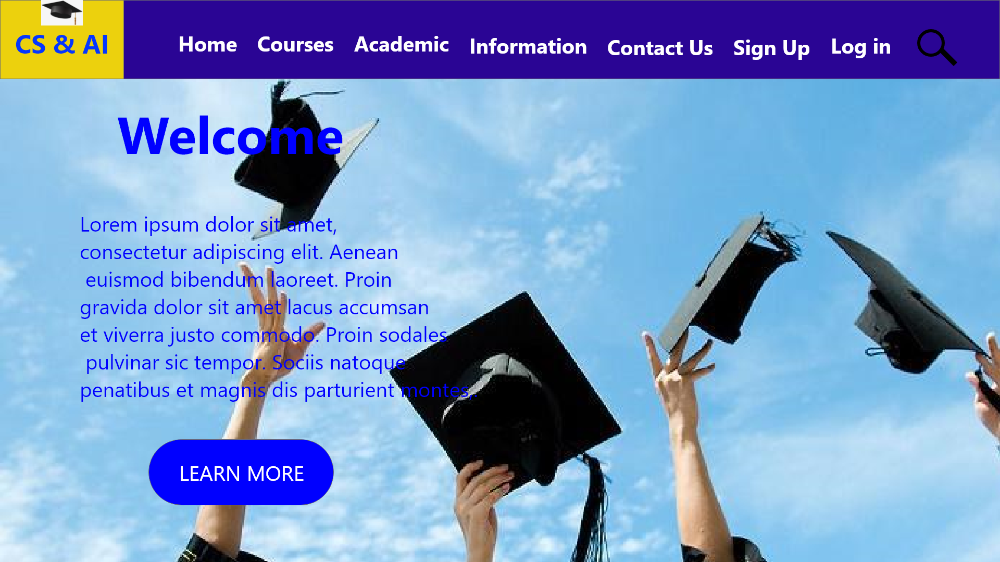 CS & AI
Home Courses Academic Information Contact Us Sign Up Log in
Welcome
Lorem ipsum dolor sit amet,
consectetur adipiscing elit. Aenean
euismod bibendum laoreet. Proin
gravida dolor sit amet lacus accumsan
et viverra justo commodo. Proin sodales
pulvinar sic tempor. Sociis natoque
penatibus et magnis dis parturient montes,.
LEARN MORE